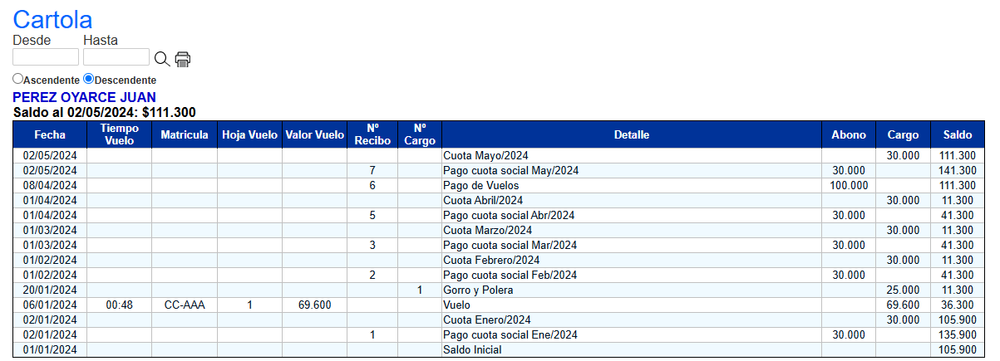 Cartola
Desde Hasta
Ascendente Descendente
PEREZ OYARCE JUAN
Saldo al 02/05/2024: $111.300
Fecha Tiempo Vuelo Matricula Hoja Vuelo Valor Vuelo Nº Recibo Nº Cargo Detalle Abono Cargo Saldo
02/05/2024 Cuota Mayo/2024 30.000 111.300
02/05/2024 7 Pago cuota social May/2024 30.000 141.300
08/04/2024 6 Pago de Vuelos 100.000 111.300
01/04/2024 Cuota Abril/2024 30.000 11.300
01/04/2024 5 Pago cuota social Abr/2024 30.000 41.300
01/03/2024 Cuota Marzo/2024 30.000 11.300
01/03/2024 3 Pago cuota social Mar/2024 30.000 41.300
01/02/2024 Cuota Febrero/2024 30.000 11.300
01/02/2024 2 Pago cuota social Feb/2024 30.000 41.300
20/01/2024 1 Gorro y Polera 25.000 11.300
06/01/2024 00:48 CC-AAA 1 69.600 Vuelo 69.600 36.300
02/01/2024 Cuota Enero/2024 30.000 105.900
02/01/2024 1 Pago cuota social Ene/2024 30.000 135.900
01/01/2024 Saldo Inicial 105.900